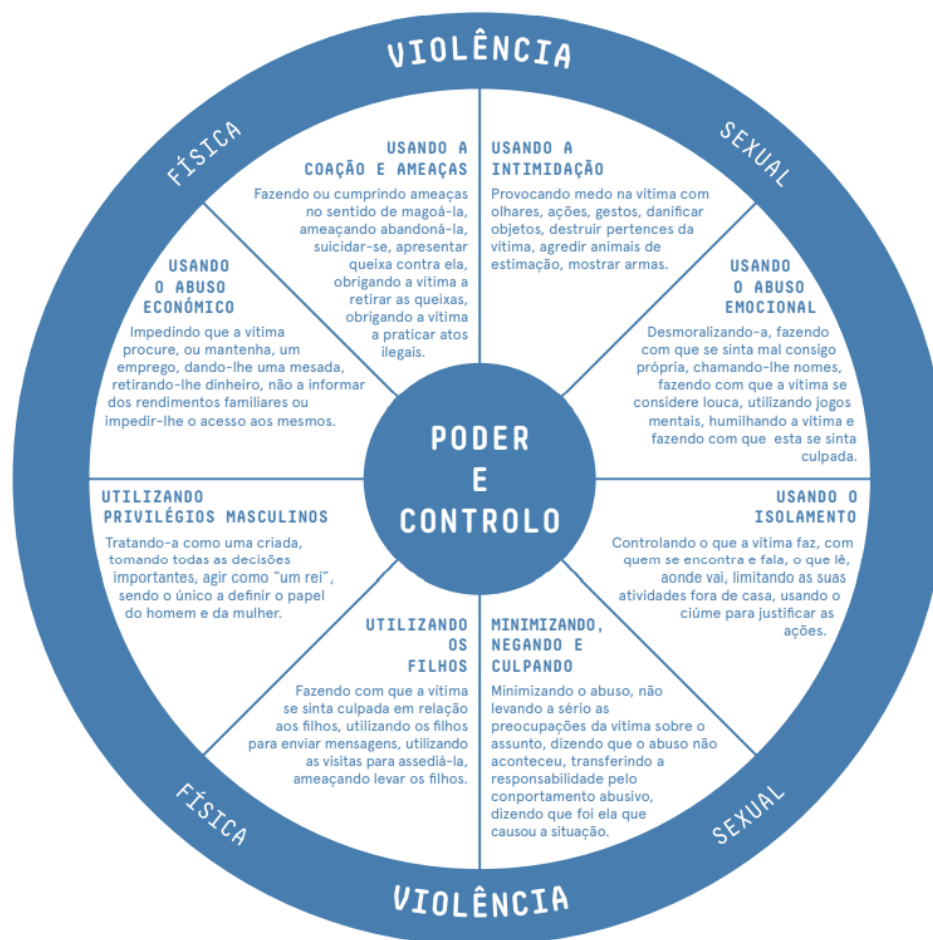 VIOLÊNCIA
FÍSICA
SEXUAL
USANDO A
COAÇÃO E AMEAÇAS
Fazendo ou cumprindo ameaças
no sentido de magoá-la,
ameaçando abandoná-la,
suicidar-se, apresentar
queixa contra ela,
obrigando a vítima a
retirar as queixas,
obrigando a vítima
a praticar atos
ilegais.
USANDO A
INTIMIDAÇÃO
Provocando medo na vítima com
olhares, ações, gestos, danificar
objetos, destruir pertences da
vítima, agredir animais de
estimação, mostrar armas.
USANDO
O ABUSO
ECONÓMICO
Impedindo que a vítima
procure, ou mantenha, um
emprego, dando-lhe uma mesada,
retirando-lhe dinheiro, não a informar
dos rendimentos familiares ou
impedir-lhe o acesso aos mesmos.
USANDO
O ABUSO
EMOCIONAL
Desmoralizando-a, fazendo
com que se sinta mal consigo
própria, chamando-lhe nomes,
fazendo com que a vítima se
considere louca, utilizando jogos
mentais, humilhando a vítima e
fazendo com que esta se sinta
culpada.
PODER
E
CONTROLO
UTILIZANDO
PRIVILÉGIOS MASCULINOS
Tratando-a como uma criada,
tomando todas as decisões
importantes, agir como "um rei",
sendo o único a definir o papel
do homem e da mulher.
USANDO O
ISOLAMENTO
Controlando o que a vítima faz, com
quem se encontra e fala, o que lê,
aonde vai, limitando as suas
atividades fora de casa, usando o
ciúme para justificar as
ações.
UTILIZANDO
OS
FILHOS
Fazendo com que a vítima
se sinta culpada em relação
aos filhos, utilizando os filhos
para enviar mensagens, utilizando
as visitas para assediá-la,
ameaçando levar os filhos.
MINIMIZANDO,
NEGANDO E
CULPANDO
Minimizando o abuso, não
levando a sério as
preocupações da vítima sobre o
assunto, dizendo que o abuso não
aconteceu, transferindo a
responsabilidade pelo
conportamento abusivo,
dizendo que foi ela que
causou a situação.
FÍSICA
SEXUAL
VIOLÊNCIA